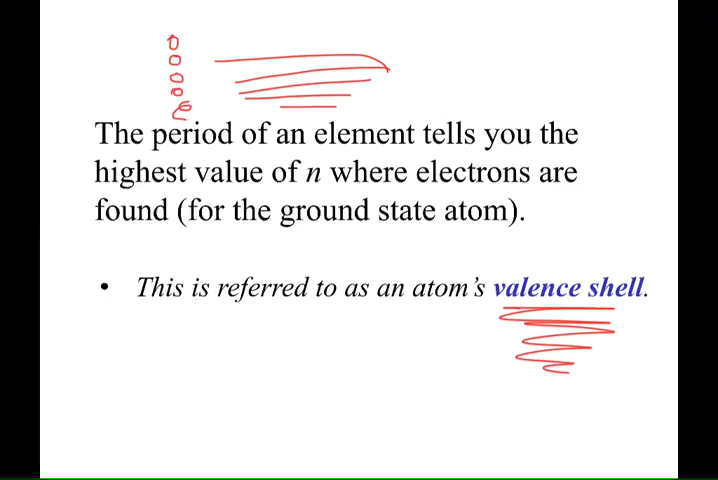 The period of an element tells you the
highest value of n where electrons are
found (for the ground state atom).
• This is referred to as an atom's valence shell.